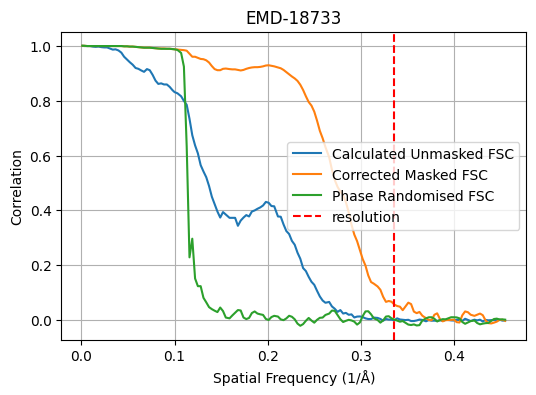 EMD-18733
1.0
0.8
0.6
0.4
0.2
0.0
Correlation
Calculated Unmasked FSC
Corrected Masked FSC
Phase Randomised FSC
resolution
0.0 0.1 0.2 0.3 0.4
Spatial Frequency (1/Å)